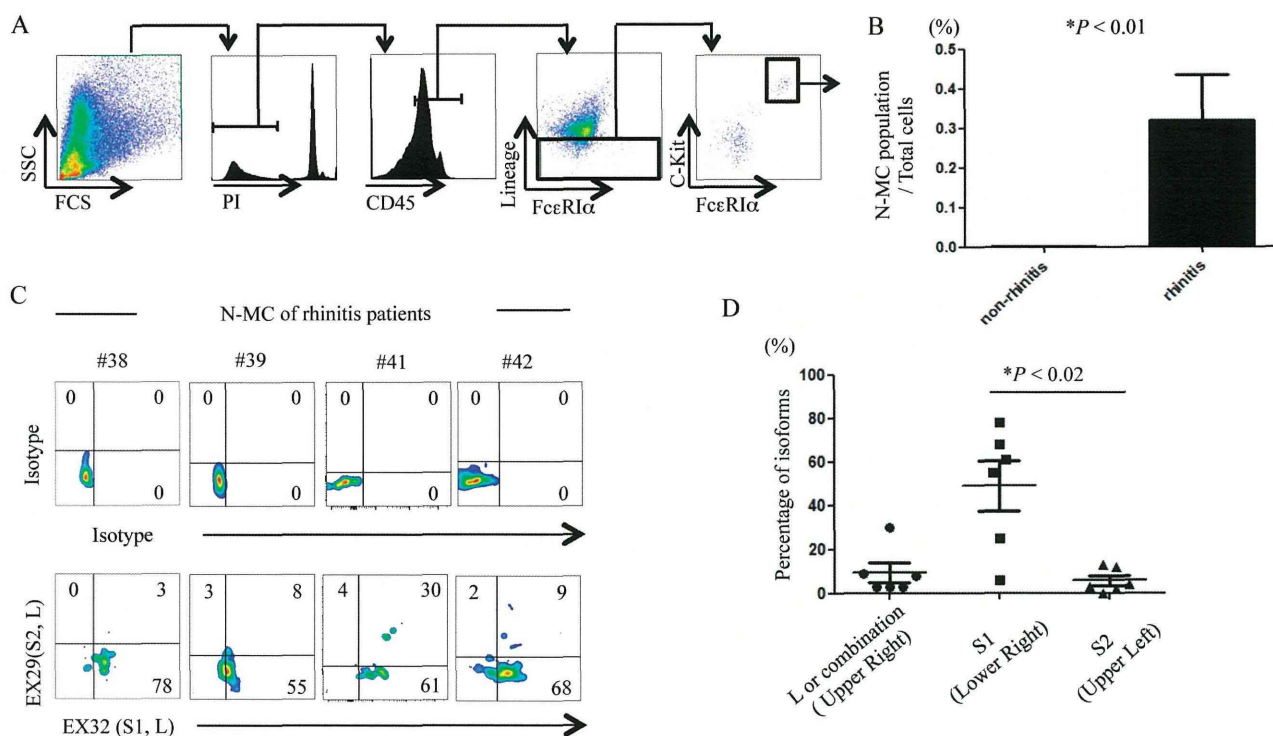 A
SSC
FCS
PI
CD45
Lineage
FcεRIα
C-Kit
FcεRIα
B
(%)
*P < 0.01
N-MC population
/ Total cells
0.5
0.4
0.3
0.2
0.1
0.0
non-rhinitis
rhinitis
C
N-MC of rhinitis patients
#38
#39
#41
#42
Isotype
0 0
0
0 0
0
0 0
0
0 0
0
Isotype
EX29(S2, L)
0 3
78
3 8
55
4 30
61
2 9
68
EX32 (S1, L)
D
(%)
*P < 0.02
Percentage of isoforms
100
80
60
40
20
0
L or combination
( Upper Right)
S1
(Lower Right)
S2
(Upper Left)